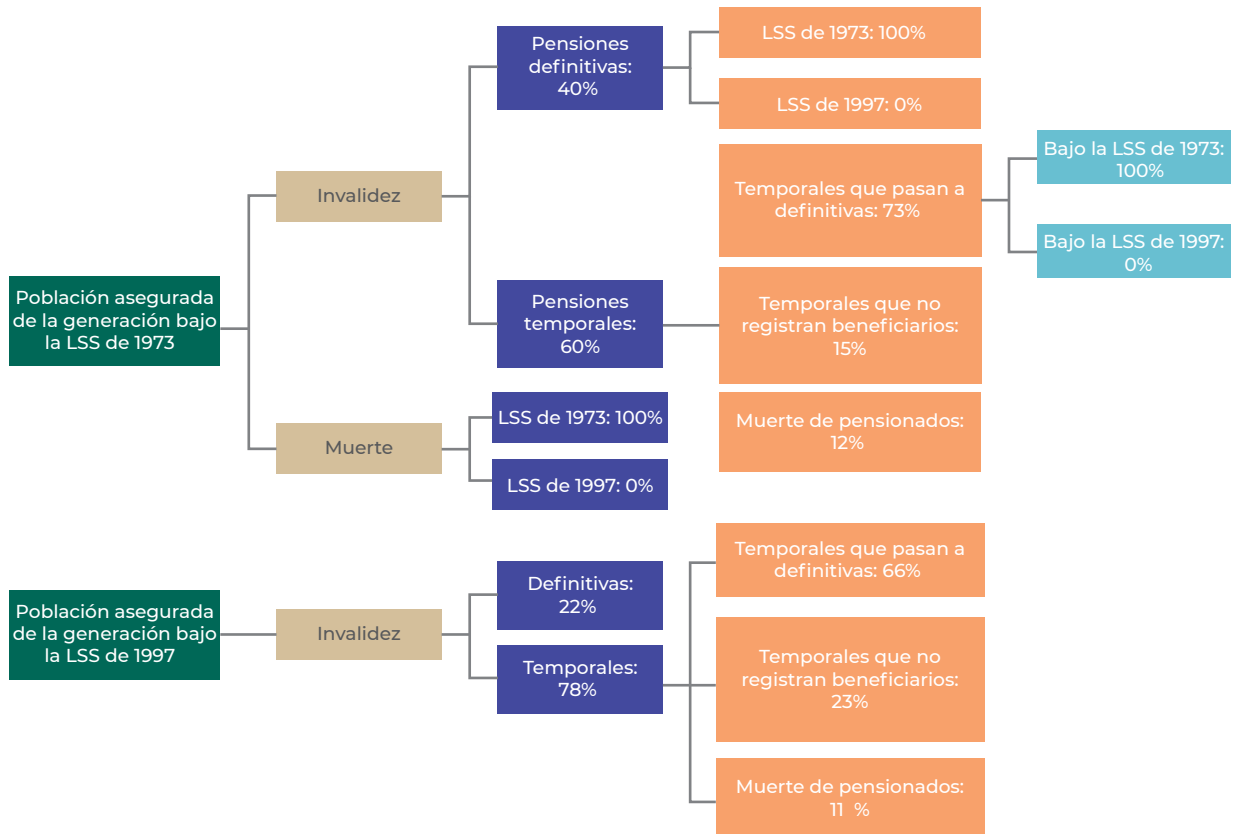 Población asegurada
de la generación bajo
la LSS de 1973
Invalidez
Pensiones
definitivas:
40%
LSS de 1973: 100%
LSS de 1997: 0%
Pensiones
temporales:
60%
Temporales que pasan a
definitivas: 73%
Bajo la LSS de 1973:
100%
Bajo la LSS de 1997:
0%
Temporales que no
registran beneficiarios:
15%
Muerte de pensionados:
12%
Muerte
LSS de 1973: 100%
LSS de 1997: 0%
Población asegurada
de la generación bajo
la LSS de 1997
Invalidez
Definitivas:
22%
Temporales:
78%
Temporales que pasan a
definitivas: 66%
Temporales que no
registran beneficiarios:
23%
Muerte de pensionados:
11 %